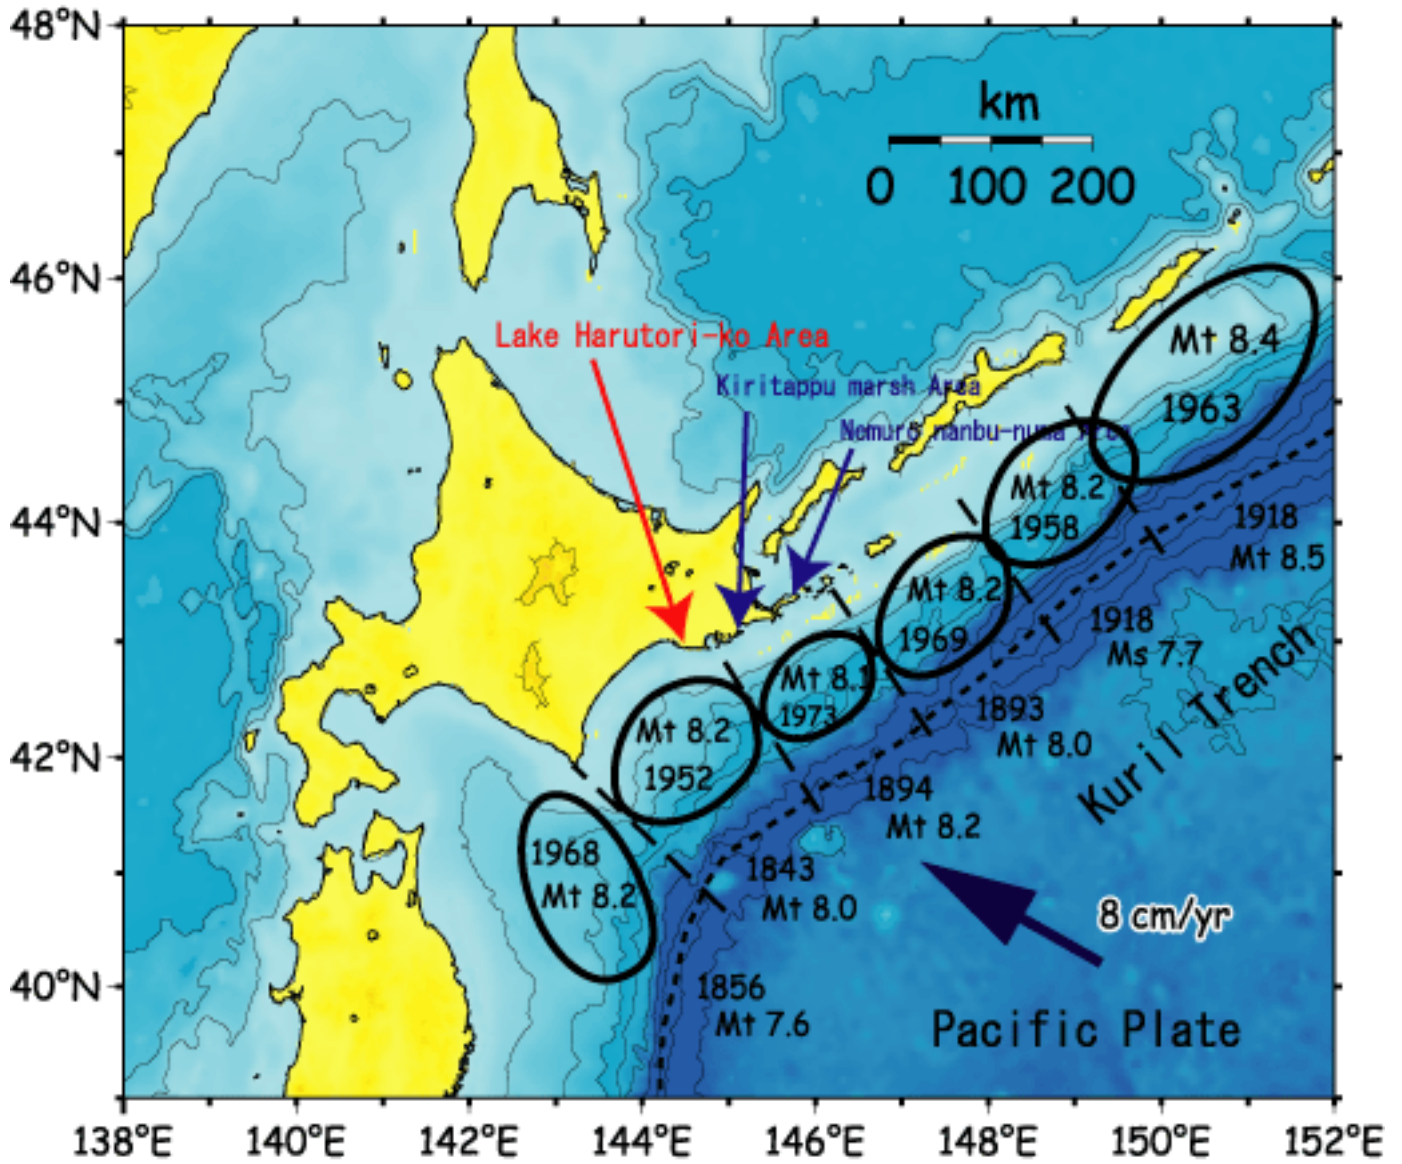 48°N
km
0 100 200
46°N
Lake Harutori-ko Area
Mt 8.4
Kiritappu marsh Area
1963
Nemuro nanbu-numa Area
Mt 8.2
1958
44°N
1918
Mt 8.5
Mt 8.2
1969
1918
Ms 7.7
Mt 8.1
1973
Kuril Trench
1893
Mt 8.0
Mt 8.2
1952
42°N
1894
Mt 8.2
1968
Mt 8.2
1843
Mt 8.0
8 cm/yr
40°N
1856
Mt 7.6
Pacific Plate
138°E 140°E 142°E 144°E 146°E 148°E 150°E 152°E